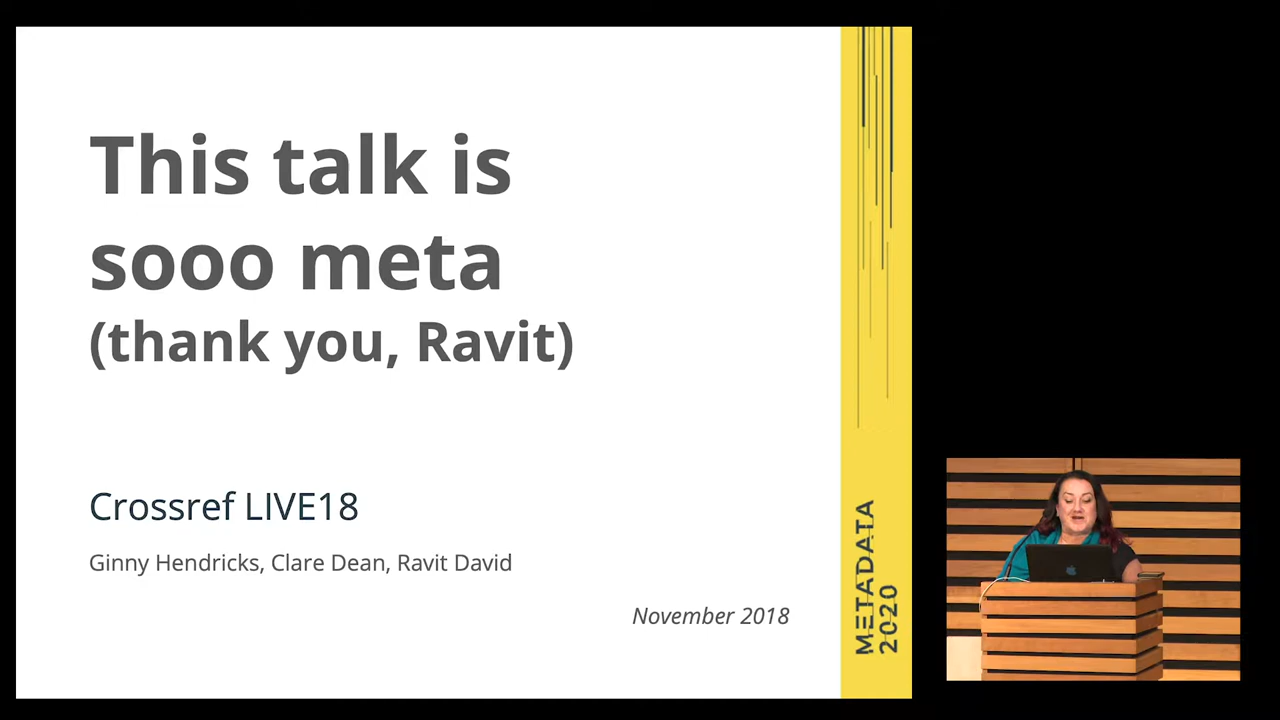 This talk is
sooo meta
(thank you, Ravit)
Crossref LIVE18
Ginny Hendricks, Clare Dean, Ravit David
November 2018
METADATA
2020